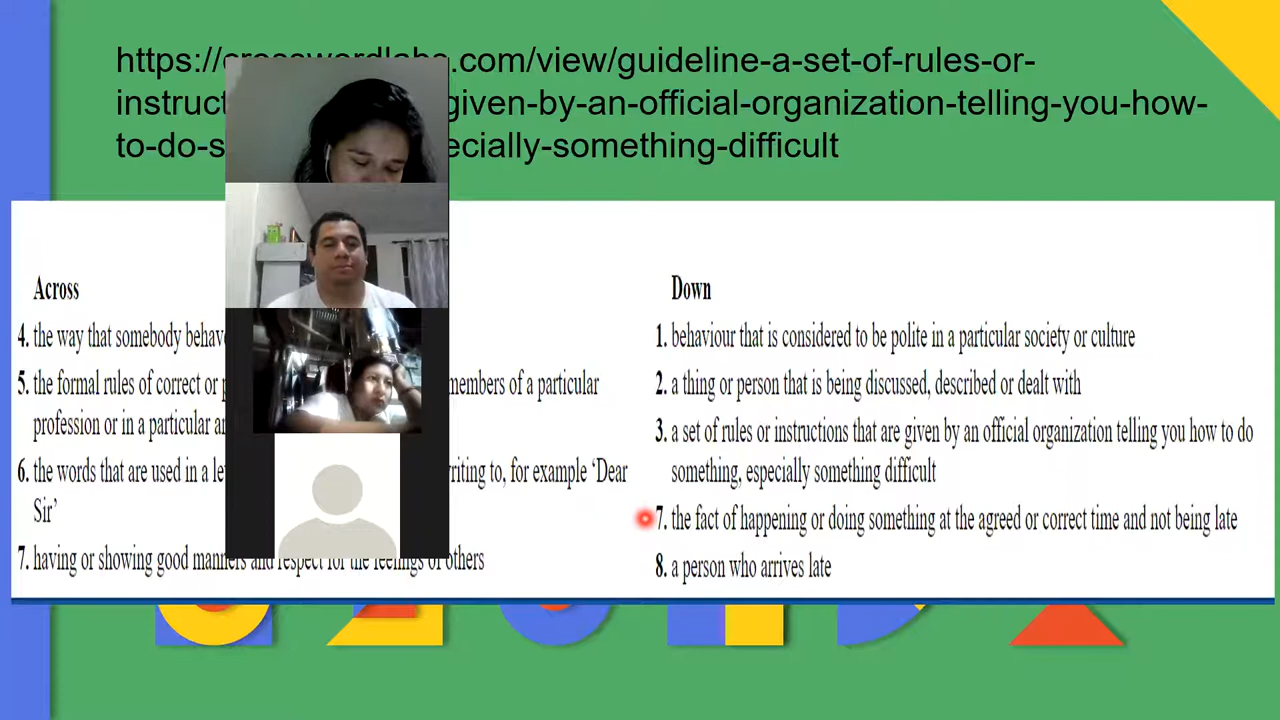 https://crosswordlabs.com/view/guideline-a-set-of-rules-or-
instruct given-by-an-official-organization-telling-you-how-
to-do-s ecially-something-difficult
Across
4. the way that somebody behav
5. the formal rules of correct or members of a particular
profession or in a particular
6. the words that are used in a riting to, for example ‘Dear
Sir’
7. having or showing good manners and respect for the feelings of others
Down
1. behaviour that is considered to be polite in a particular society or culture
2. a thing or person that is being discussed, described or dealt with
3. a set of rules or instructions that are given by an official organization telling you how to do
something, especially something difficult
7. the fact of happening or doing something at the agreed or correct time and not being late
8. a person who arrives late